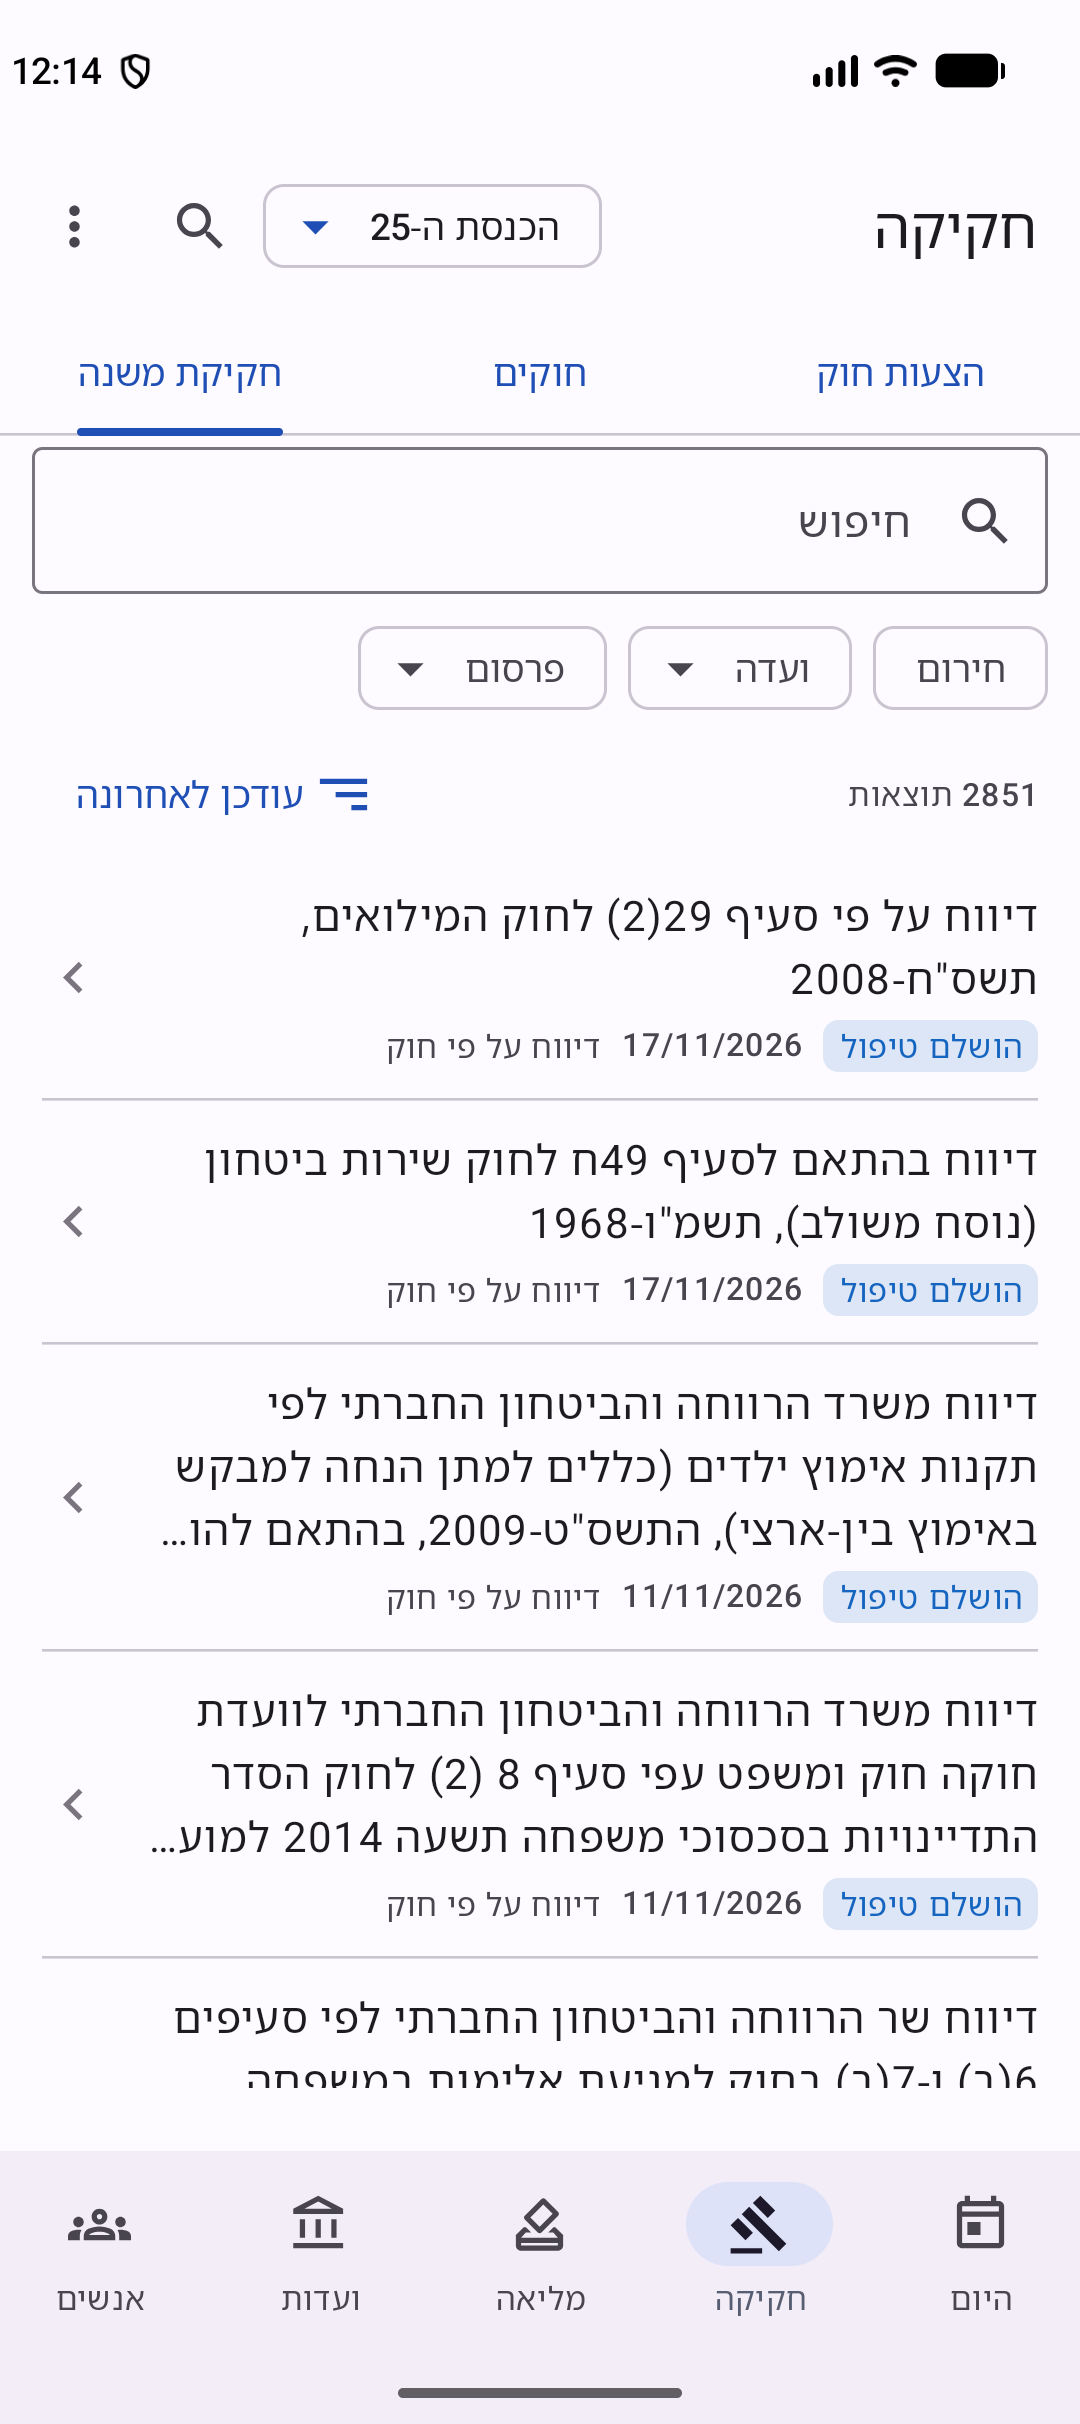 12:14
חקיקה
הכנסת ה-25
הצעות חוק
חוקים
חקיקת משנה
חיפוש
חירום
ועדה
פרסום
2851 תוצאות
עודכן לאחרונה
דיווח על פי סעיף 29(2) לחוק המילואים,
תשס"ח-2008
הושלם טיפול 17/11/2026 דיווח על פי חוק
דיווח בהתאם לסעיף 49ח לחוק שירות ביטחון
(נוסח משולב), תשמ"ו-1968
הושלם טיפול 17/11/2026 דיווח על פי חוק
דיווח משרד הרווחה והביטחון החברתי לפי
תקנות אימוץ ילדים (כללים למתן הנחה למבקש
באימוץ בין-ארצי), התשס"ט-2009, בהתאם להו...
הושלם טיפול 11/11/2026 דיווח על פי חוק
דיווח משרד הרווחה והביטחון החברתי לוועדת
חוקה חוק ומשפט עפי סעיף 8 (2) לחוק הסדר
התדיינויות בסכסוכי משפחה תשעה 2014 למוע...
הושלם טיפול 11/11/2026 דיווח על פי חוק
דיווח שר הרווחה והביטחון החברתי לפי סעיפים
6(ב) ו-7(ב) בחוק למניעת אלימות במשפחה
היום
חקיקה
מליאה
ועדות
אנשים